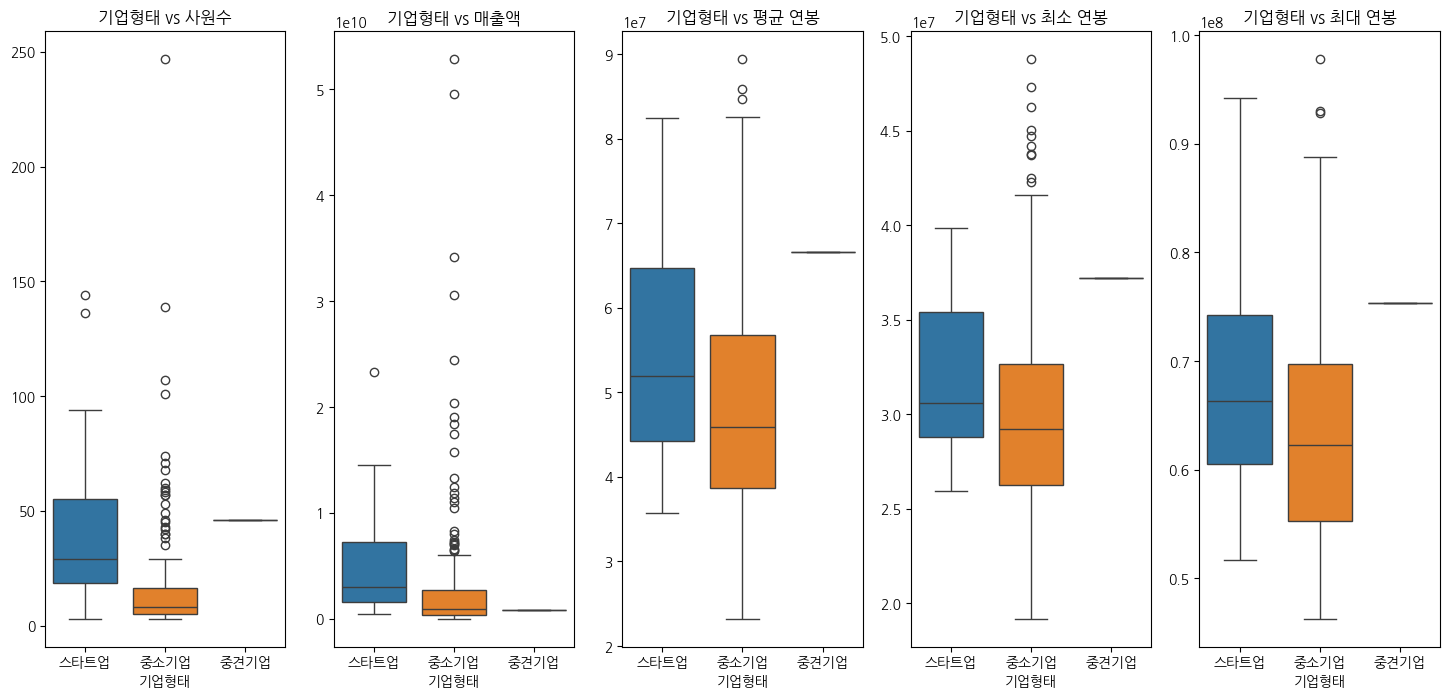 기업형태 vs 사원수
250
200
150
100
50
0
스타트업 중소기업 중견기업
기업형태
기업형태 vs 매출액
1e10
5
4
3
2
1
0
스타트업 중소기업 중견기업
기업형태
기업형태 vs 평균 연봉
1e7
9
8
7
6
5
4
3
2
스타트업 중소기업 중견기업
기업형태
기업형태 vs 최소 연봉
1e7
5.0
4.5
4.0
3.5
3.0
2.5
2.0
스타트업 중소기업 중견기업
기업형태
기업형태 vs 최대 연봉
1e8
1.0
0.9
0.8
0.7
0.6
0.5
스타트업 중소기업 중견기업
기업형태